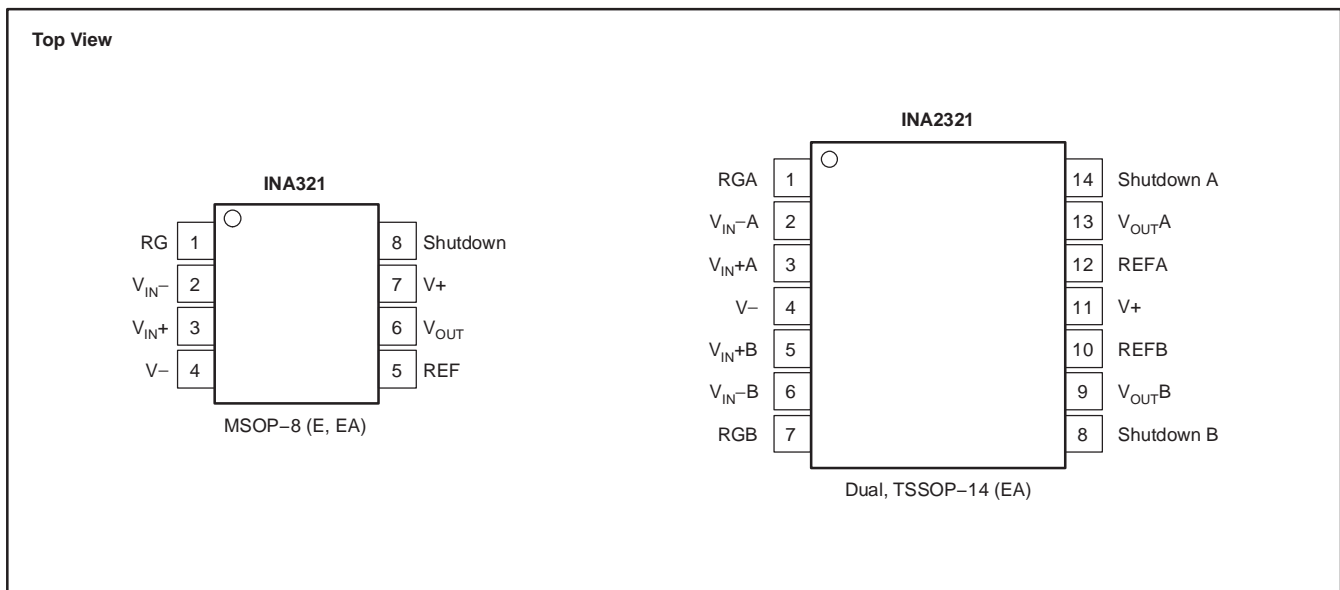 Top View
INA321
RG 1 8 Shutdown
VIN− 2 7 V+
VIN+ 3 6 VOUT
V− 4 5 REF
MSOP−8 (E, EA)
INA2321
RGA 1 14 Shutdown A
VIN−A 2 13 VOUTA
VIN+A 3 12 REFA
V− 4 11 V+
VIN+B 5 10 REFB
VIN−B 6 9 VOUTB
RGB 7 8 Shutdown B
Dual, TSSOP−14 (EA)